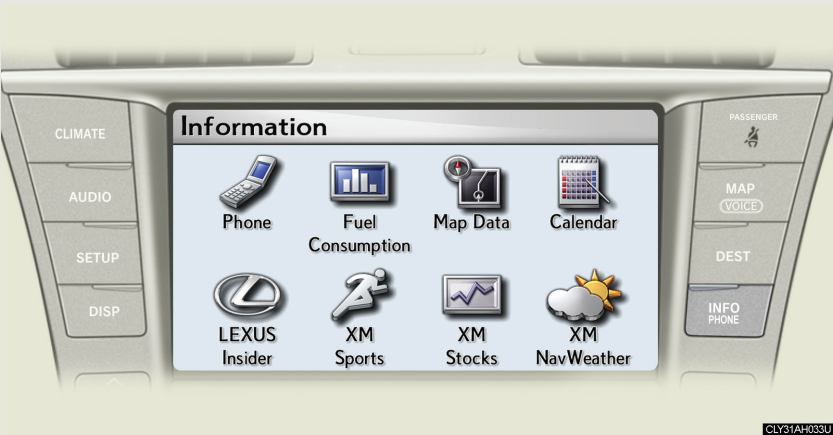 PASSENGER
CLIMATE
Information
MAP
VOICE
AUDIO
Phone
Fuel
Consumption
Map Data
Calendar
SETUP
DEST
DISP
INFO
PHONE
LEXUS
Insider
XM
Sports
XM
Stocks
XM
NavWeather
CLY31AH033U